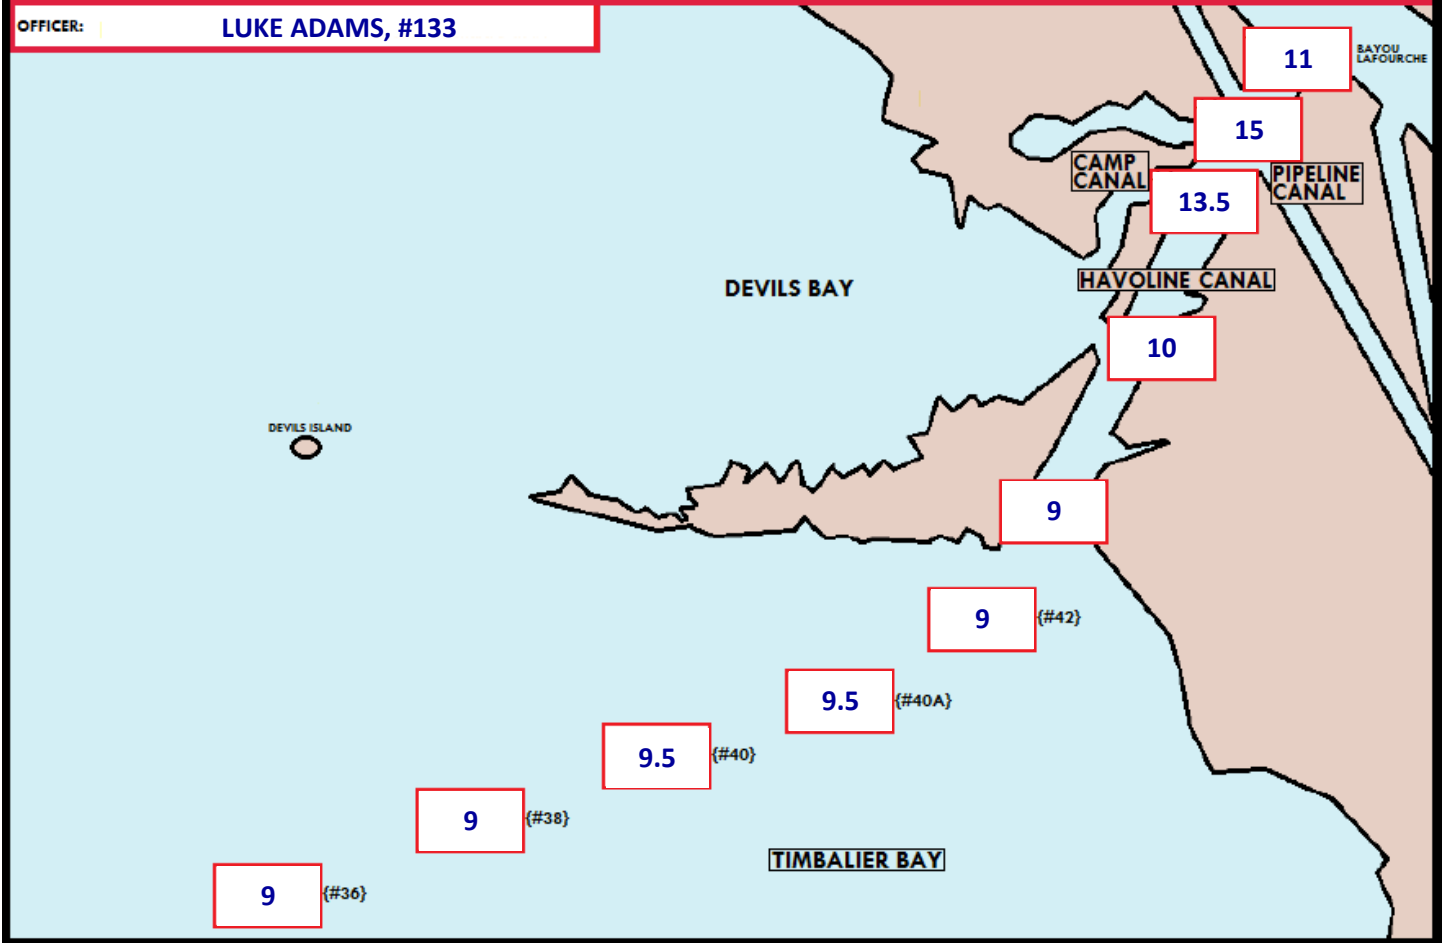 OFFICER: LUKE ADAMS, #133
11
BAYOU
LAFOURCHE
15
CAMP
CANAL
PIPELINE
CANAL
13.5
HAVOLINE CANAL
DEVILS BAY
10
DEVILS ISLAND
9
9 {#42}
9.5 {#40A}
9.5 {#40}
9 {#38}
TIMBALIER BAY
9 {#36}